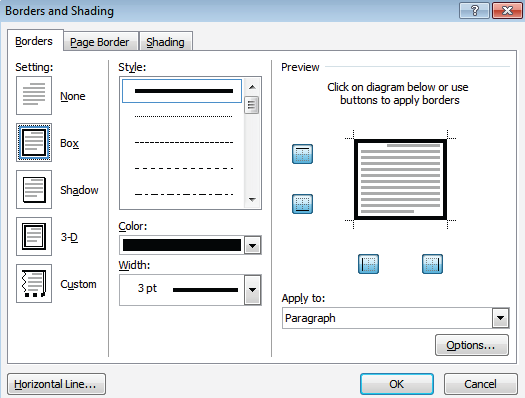 Borders and Shading
Borders
Page Border
Shading
Setting:
None
Box
Shadow
3-D
Custom
Style:
Color:
Width:
3 pt
Preview
Click on diagram below or use
buttons to apply borders
Apply to:
Paragraph
Options...
Horizontal Line...
OK
Cancel